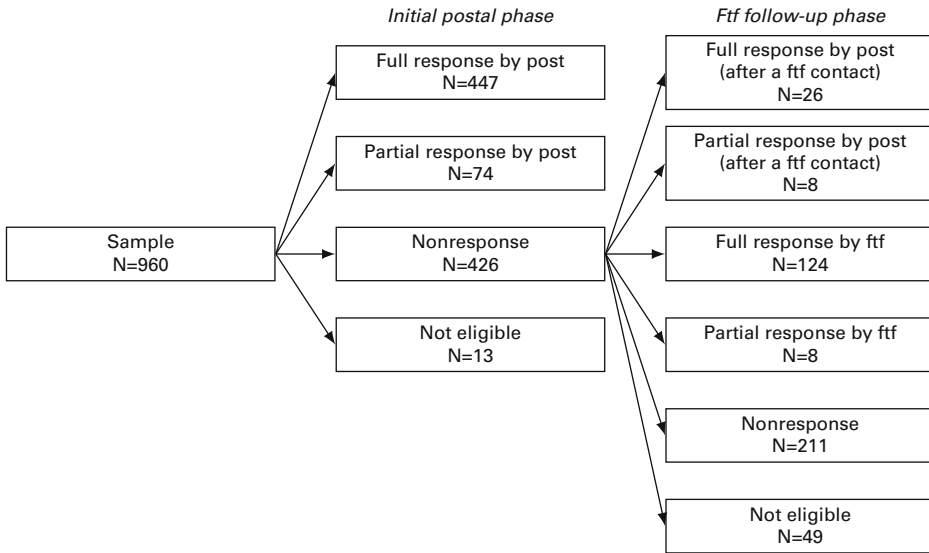 Initial postal phase
Ftf follow-up phase
Full response by post
N=447
Partial response by post
N=74
Sample
N=960
Nonresponse
N=426
Not eligible
N=13
Full response by post
(after a ftf contact)
N=26
Partial response by post
(after a ftf contact)
N=8
Full response by ftf
N=124
Partial response by ftf
N=8
Nonresponse
N=211
Not eligible
N=49